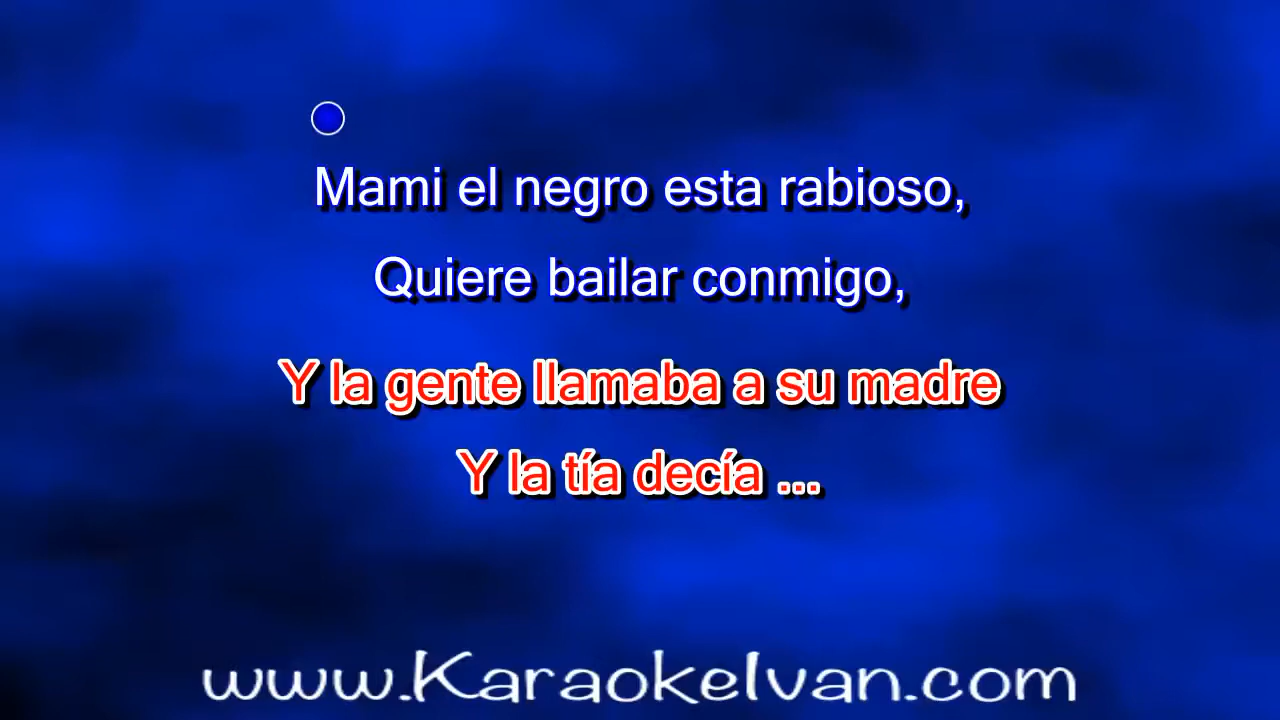 Mami el negro esta rabioso,
Quiere bailar conmigo,
Y la gente llamaba a su madre
Y la tía decía ...
www.KaraokeIvan.com